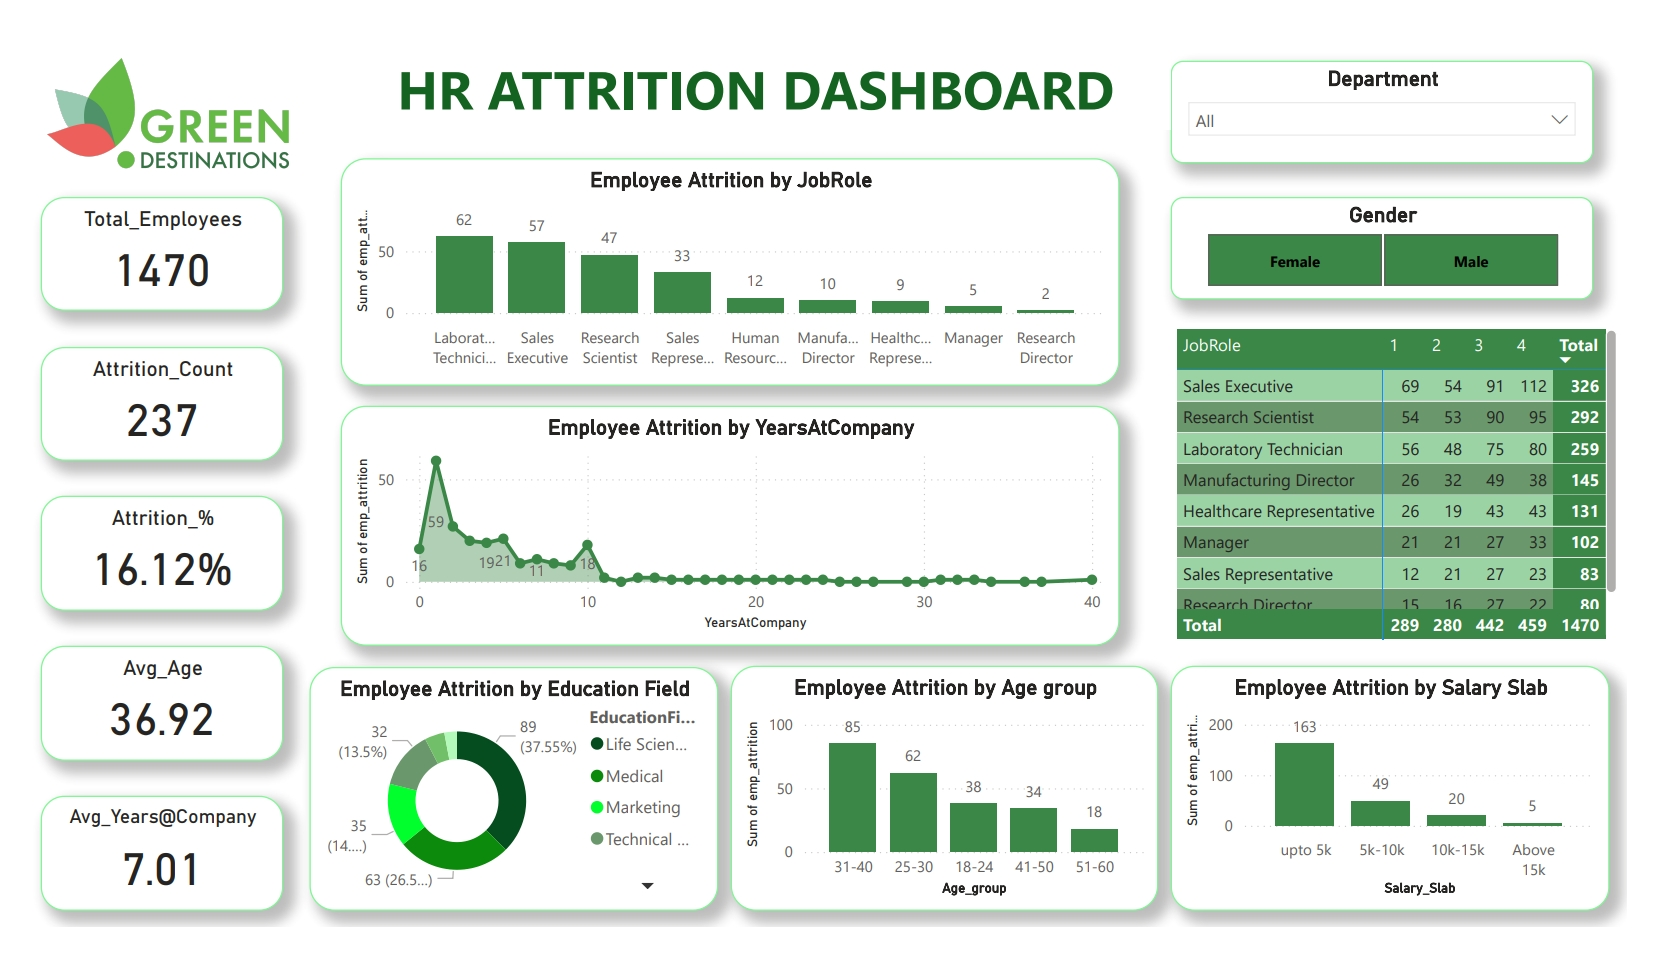 GREEN
DESTINATIONS
HR ATTRITION DASHBOARD
Department
All
Gender
Female Male
Total_Employees
1470
Attrition_Count
237
Attrition_%
16.12%
Avg_Age
36.92
Avg_Years@Company
7.01
Employee Attrition by JobRole
Sum of emp_att...
50
0
62 57 47 33 12 10 9 5 2
Laborat... Sales Research Sales Human Manufa... Healthc... Manager Research
Technici... Executive Scientist Represe... Resourc... Director Represe... Director
Employee Attrition by YearsAtCompany
Sum of emp_attrition
50
0
16 59 19 21 11 18
0 10 20 30 40
YearsAtCompany
JobRole 1 2 3 4 Total
Sales Executive 69 54 91 112 326
Research Scientist 54 53 90 95 292
Laboratory Technician 56 48 75 80 259
Manufacturing Director 26 32 49 38 145
Healthcare Representative 26 19 43 43 131
Manager 21 21 27 33 102
Sales Representative 12 21 27 23 83
Research Director 15 16 27 22 80
Total 289 280 442 459 1470
Employee Attrition by Education Field
EducationFi...
Life Scien...
Medical
Marketing
Technical ...
89
(37.55%)
63 (26.5...)
35
(14....)
32
(13.5%)
Employee Attrition by Age group
Sum of emp_attrition
100
50
0
85 62 38 34 18
31-40 25-30 18-24 41-50 51-60
Age_group
Employee Attrition by Salary Slab
Sum of emp_attri...
200
100
0
163 49 20 5
upto 5k 5k-10k 10k-15k Above
15k
Salary_Slab